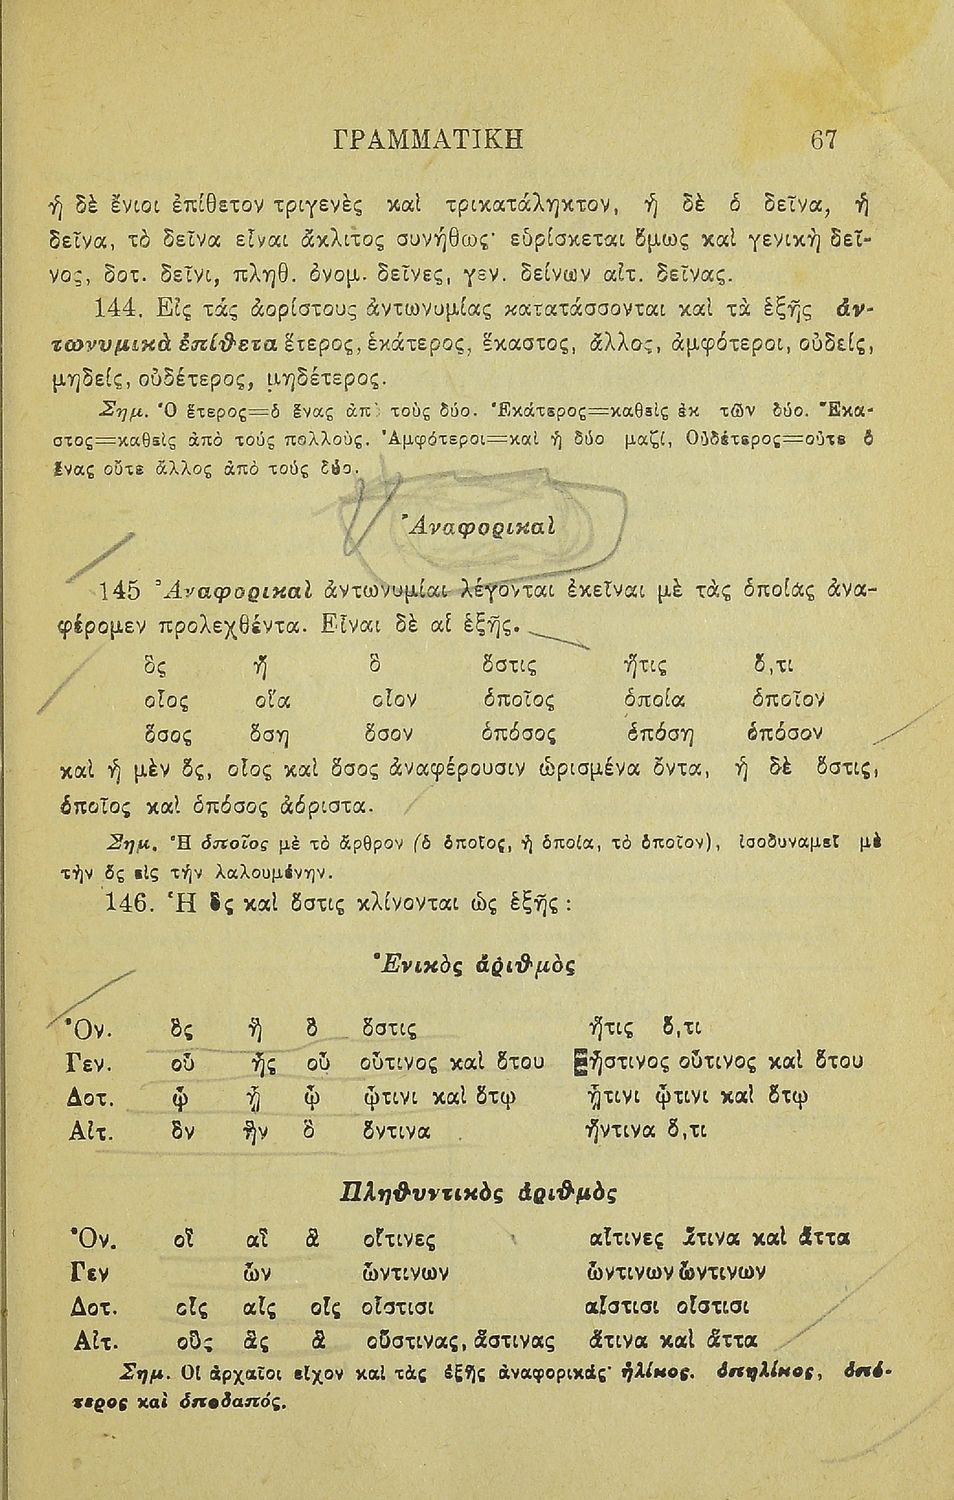 ΓΡΑΜΜΑΤΙΚΗ 67
ἡ δὲ ἔνιοι ἐπίθετον τριγενὲς καὶ τρικατάληκτον, ἡ δὲ ὁ δεῖνα, ἡ
δεῖνα, τὸ δεῖνα εἶναι ἄκλιτος συνήθως· εὑρίσκεται ὅμως καὶ γενικὴ δεῖ-
νος, δοτ. δεῖνι, πληθ. ὀνομ. δεῖνες, γεν. δείνων αἰτ. δεῖνας.
144. Εἰς τάς ἀορίστους ἀντωνυμίας κατατάσσονται καὶ τὰ ἑξῆς ἀν-
τωνυμικὰ ἐπίθετα ἕτερος, ἑκάτερος, ἕκαστος, ἄλλος, ἀμφότεροι, οὐδείς,
μηδείς, οὐδέτερος, μηδέτερος.
Σημ. Ὁ ἕτερος=ὁ ἕνας ἀπὸ τοὺς δύο. Ἑκάτερος=καθεὶς ἐκ τῶν δύο. Ἕκα-
στος=καθεὶς ἀπὸ τούς πολλούς. Ἀμφότεροι=καὶ ἡ δύο μαζί, Οὐδέτερος=οὔτε ὁ
ἕνας οὔτε ἄλλος ἀπὸ τούς δύο.
Ἀναφορικαὶ
145 Ἀναφορικαὶ ἀντωνυμίαι λέγονται ἐκεῖναι μὲ τὰς ὁποίας ἀνα-
φέρομεν προλεχθέντα. Εἶναι δὲ αἱ ἑξῆς.
ὃς ἥ ὃ ὅστις ἥτις ὅ,τι
οἷος οἵα οἷον ὁποῖος ὁποία ὁποῖον
ὅσος ὅση ὅσον ὁπόσος ὁπόση ὁπόσον
καὶ ἡ μὲν ὅς, οἷος καὶ ὅσος ἀναφέρουσιν ὡρισμένα ὄντα, ἡ δὲ ὅστις,
ὁποῖος καὶ ὁπόσος ἀόριστα.
Σημ. Ἡ ὁποῖος μὲ τὸ ἄρθρον (ὁ ὁποῖος, ἡ ὁποία, τὸ ὁποῖον), ἰσοδυναμεῖ μὲ
τὴν ὅς εἰς τὴν λαλουμένην.
146. Ἡ ὃς καὶ ὅστις κλίνονται ὡς ἑξῆς:
Ἑνικὸς ἀριθμὸς
Ὀν. ὃς ἣ ὃ ὅστις ἥτις ὅ,τι
Γεν. οὗ ἧς οὗ οὗτινος καὶ ὅτου ἧστινος οὗτινος καὶ ὅτου
Δοτ. ᾧ ᾗ ᾧ ᾧτινι καὶ ὅτῳ ᾗτινι ᾧτινι καὶ ὅτῳ
Αἰτ. ὃν ἣν ὃ ὅντινα ἥντινα ὅ,τι
Πληθυντικὸς ἀριθμὸς
Ὀν. οἵ αἵ ἃ οἵτινες αἵτινες ἅτινα καὶ ἅττα
Γεν ὧν ὧντινων ὧντινων ὧντινων
Δοτ. οἷς αἷς οἷς οἷστισι αἷστισι οἷστισι
Αἰτ. οὓς ἃς ἃ οὕστινας, ἅστινας ἅτινα καὶ ἅττα
Σημ. Οἱ ἀρχαῖοι εἶχον καὶ τὰς ἑξῆς ἀναφορικάς· ἡλίκος. ὁπηλίκος, ὁπό-
τερος καὶ ὁποδαπός.